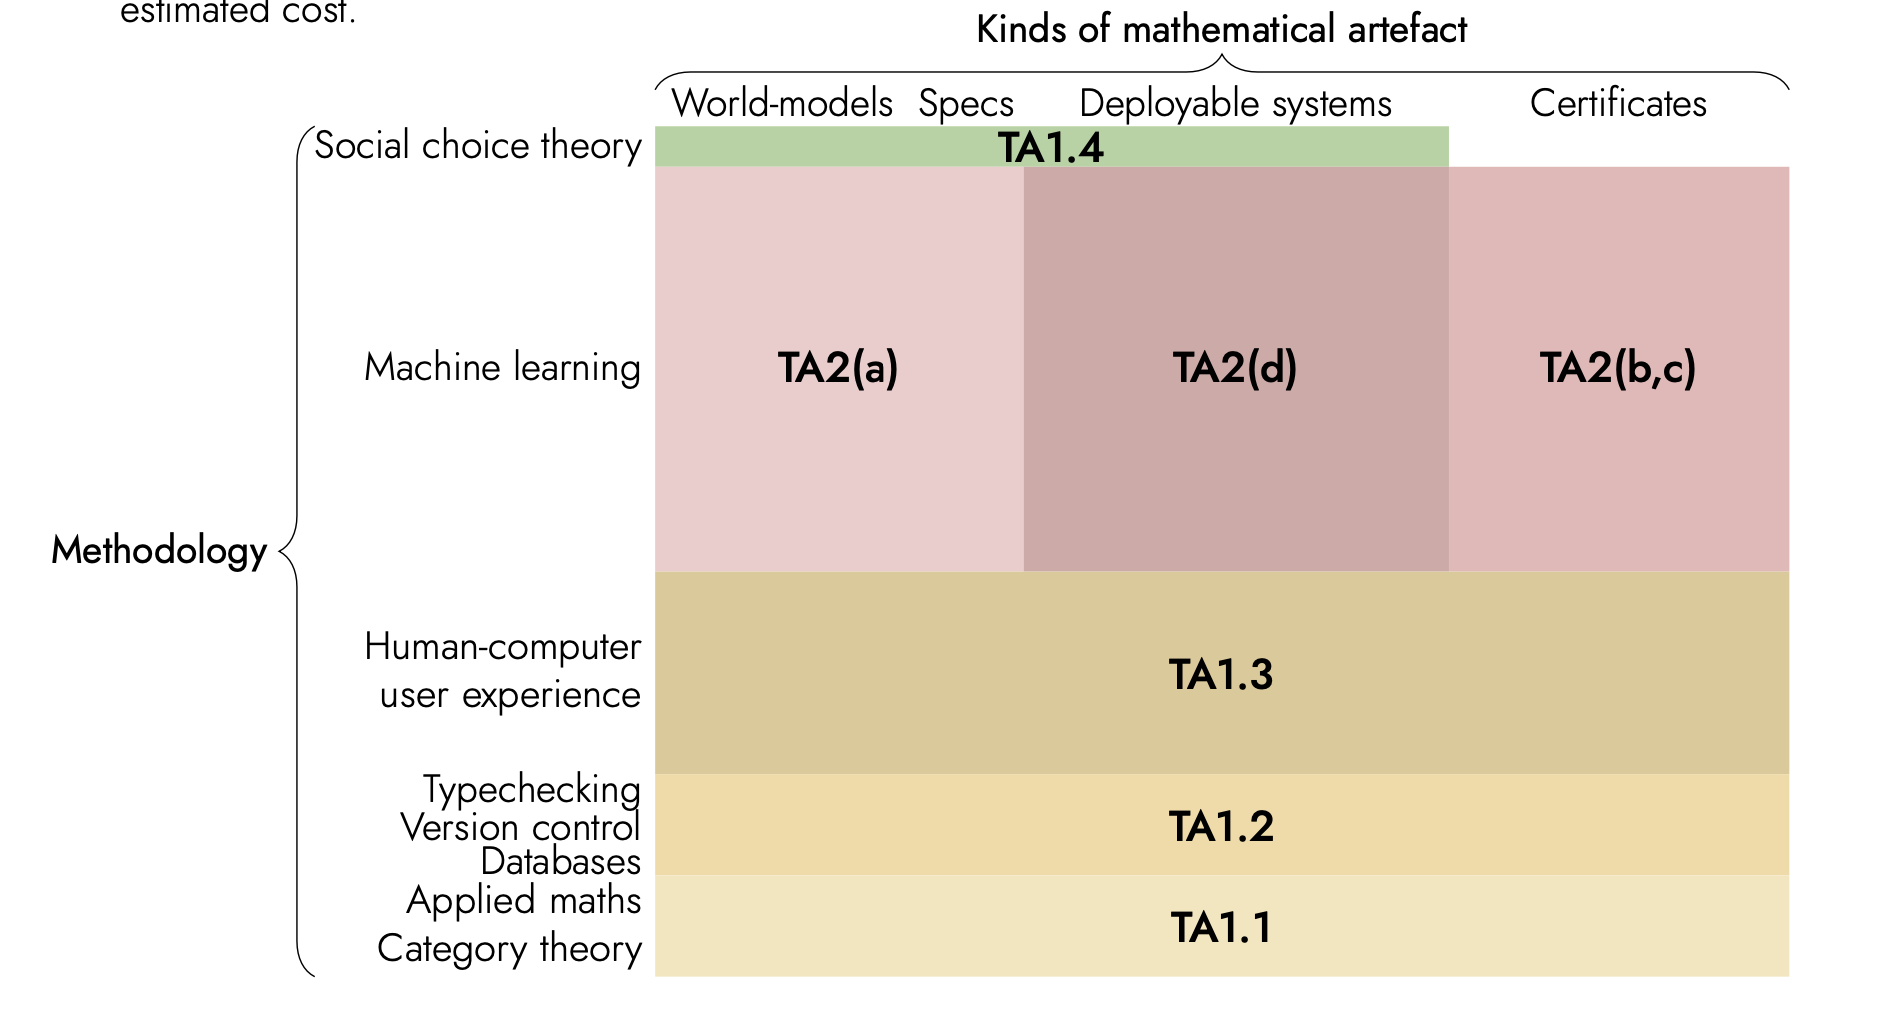 estimated cost.
Kinds of mathematical artefact
World-models Specs Deployable systems Certificates
Social choice theory
TA1.4
Machine learning
TA2(a)
TA2(d)
TA2(b,c)
Methodology
Human-computer
user experience
TA1.3
Typechecking
Version control
Databases
TA1.2
Applied maths
Category theory
TA1.1